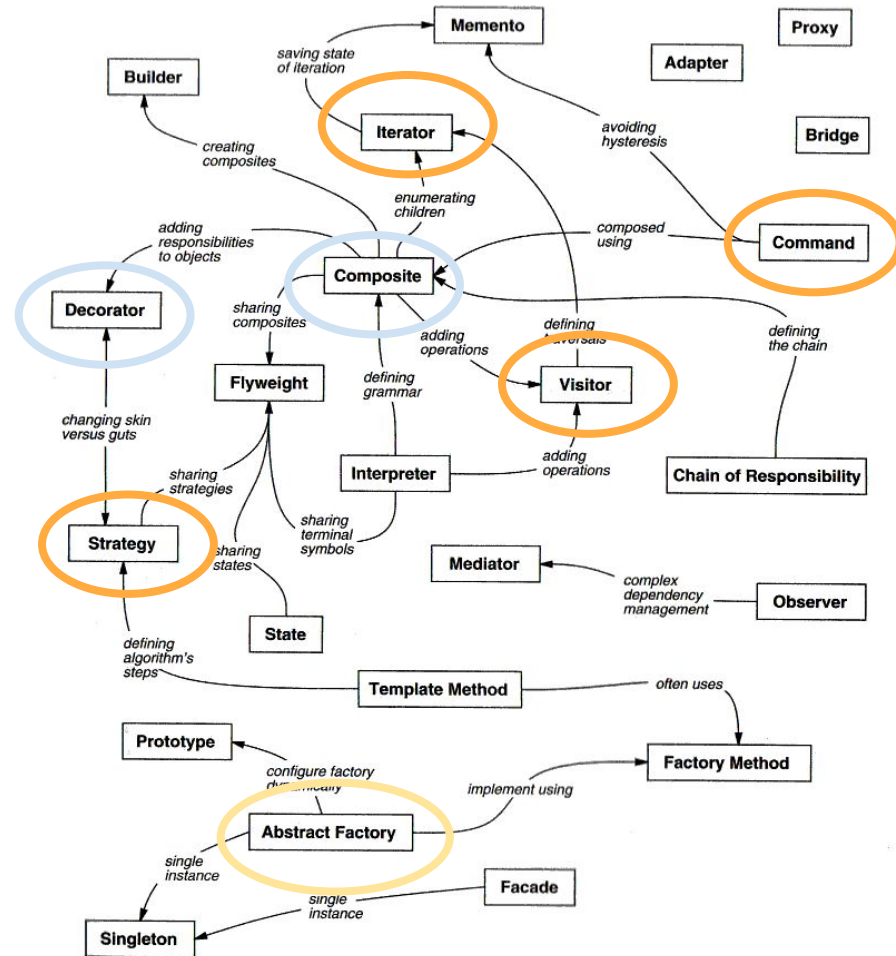 Memento
Proxy
saving state
of iteration
Adapter
Builder
Iterator
avoiding
hysteresis
Bridge
creating
composites
enumerating
children
adding
responsibilities
to objects
composed
using
Command
Composite
Decorator
sharing
composites
adding
operations
defining
traversals
defining
the chain
Flyweight
defining
grammar
Visitor
changing skin
versus guts
adding
operations
sharing
strategies
Interpreter
Chain of Responsibility
sharing
terminal
symbols
Strategy
sharing
states
Mediator
complex
dependency
management
Observer
State
defining
algorithm's
steps
Template Method
often uses
Prototype
Factory Method
configure factory
dynamically
implement using
Abstract Factory
single
instance
Facade
single
instance
Singleton